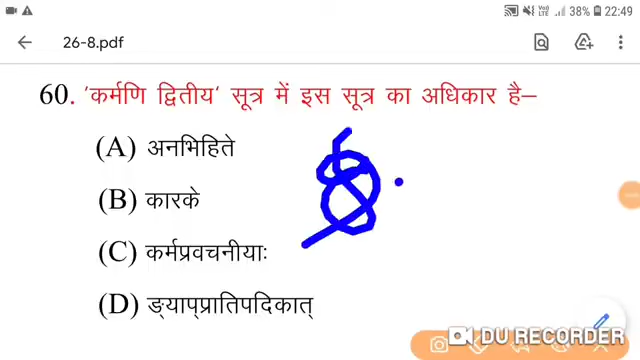 22:49
38%
26-8.pdf
60. 'कर्मणि द्वितीय' सूत्र में इस सूत्र का अधिकार है–
(A) अनभिहिते
(B) कारके
(C) कर्मप्रवचनीयाः
(D) ङ्याप्प्रातिपदिकात्
DU RECORDER